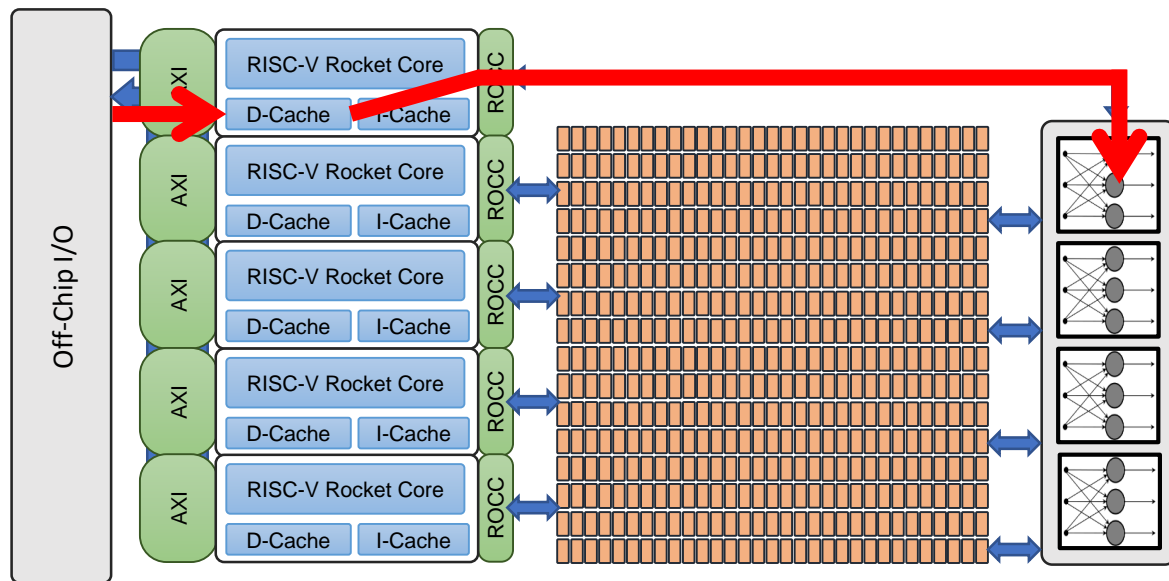 Off-Chip I/O
AXI
RISC-V Rocket Core
D-Cache
I-Cache
ROCC
AXI
RISC-V Rocket Core
D-Cache
I-Cache
ROCC
AXI
RISC-V Rocket Core
D-Cache
I-Cache
ROCC
AXI
RISC-V Rocket Core
D-Cache
I-Cache
ROCC
AXI
RISC-V Rocket Core
D-Cache
I-Cache
ROCC